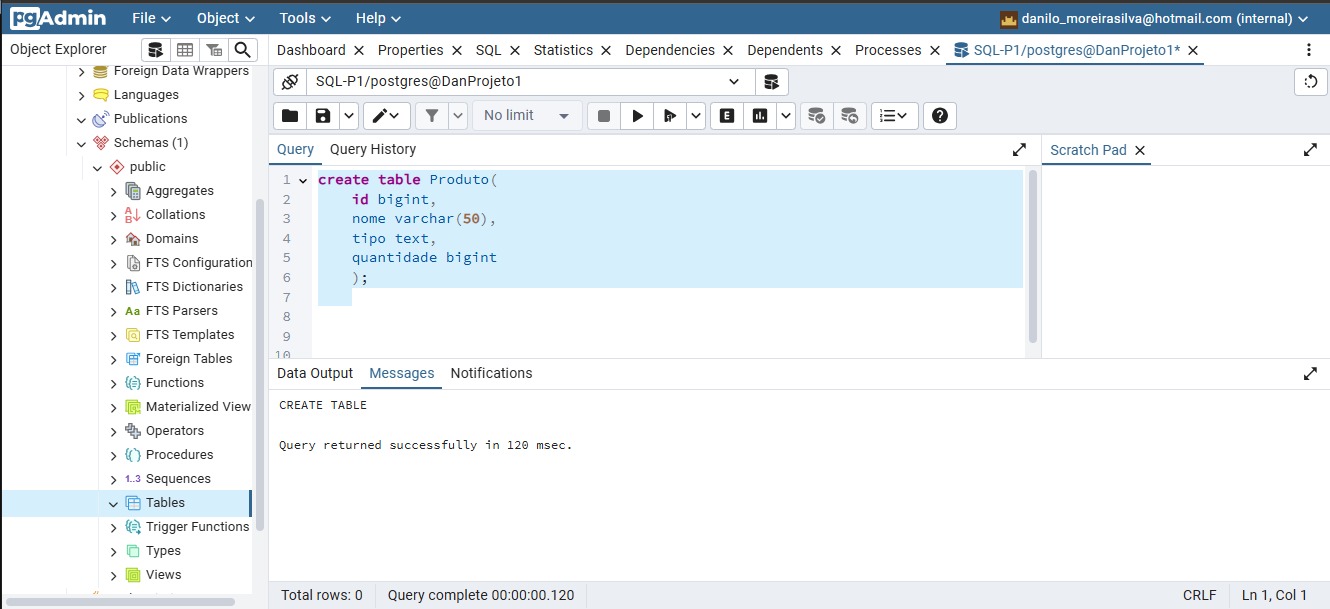 pgAdmin File Object Tools Help danilo_moreirasilva@hotmail.com (internal)
Object Explorer
Dashboard Properties SQL Statistics Dependencies Dependents Processes SQL-P1/postgres@DanProjeto1*
SQL-P1/postgres@DanProjeto1
No limit
E
Foreign Data Wrappers
Languages
Publications
Schemas (1)
public
Aggregates
Collations
Domains
FTS Configuration
FTS Dictionaries
Aa FTS Parsers
FTS Templates
Foreign Tables
Functions
Materialized View
Operators
Procedures
1..3 Sequences
Tables
Trigger Functions
Types
Views
Query Query History
Scratch Pad
1 create table Produto(
2 id bigint,
3 nome varchar(50),
4 tipo text,
5 quantidade bigint
6 );
7
8
9
10
Data Output Messages Notifications
CREATE TABLE
Query returned successfully in 120 msec.
Total rows: 0 Query complete 00:00:00.120 CRLF Ln 1, Col 1